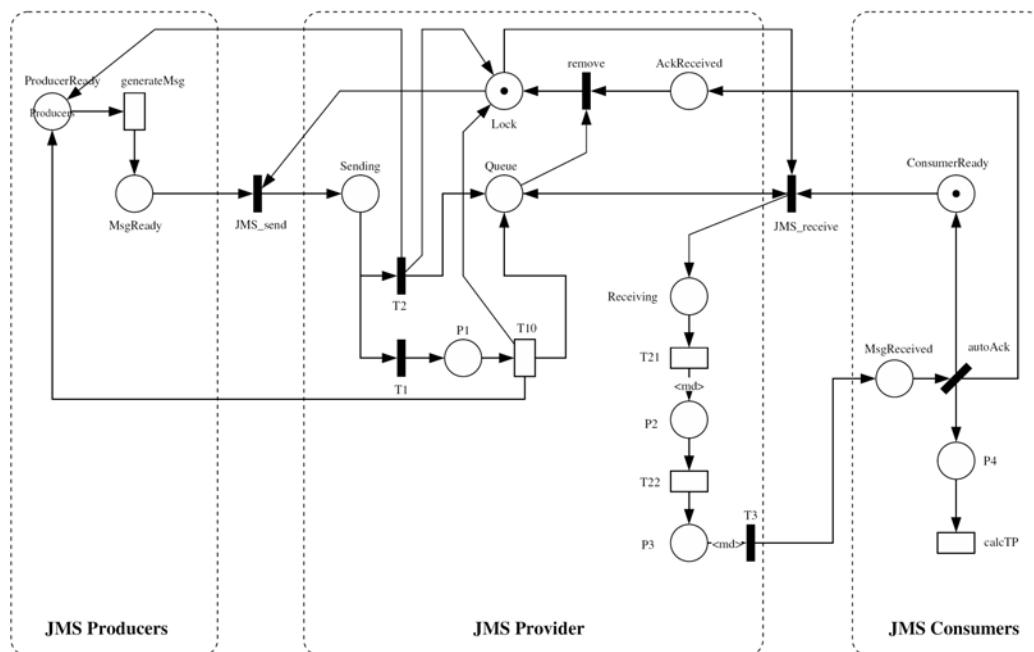 ProducerReady
generateMsg
Producers
MsgReady
JMS_send
Sending
Lock
remove
AckReceived
Queue
JMS_receive
ConsumerReady
T2
T1
P1
T10
Receiving
T21
<md>
P2
T22
P3
<md>
T3
MsgReceived
autoAck
P4
calcTP
JMS Producers
JMS Provider
JMS Consumers